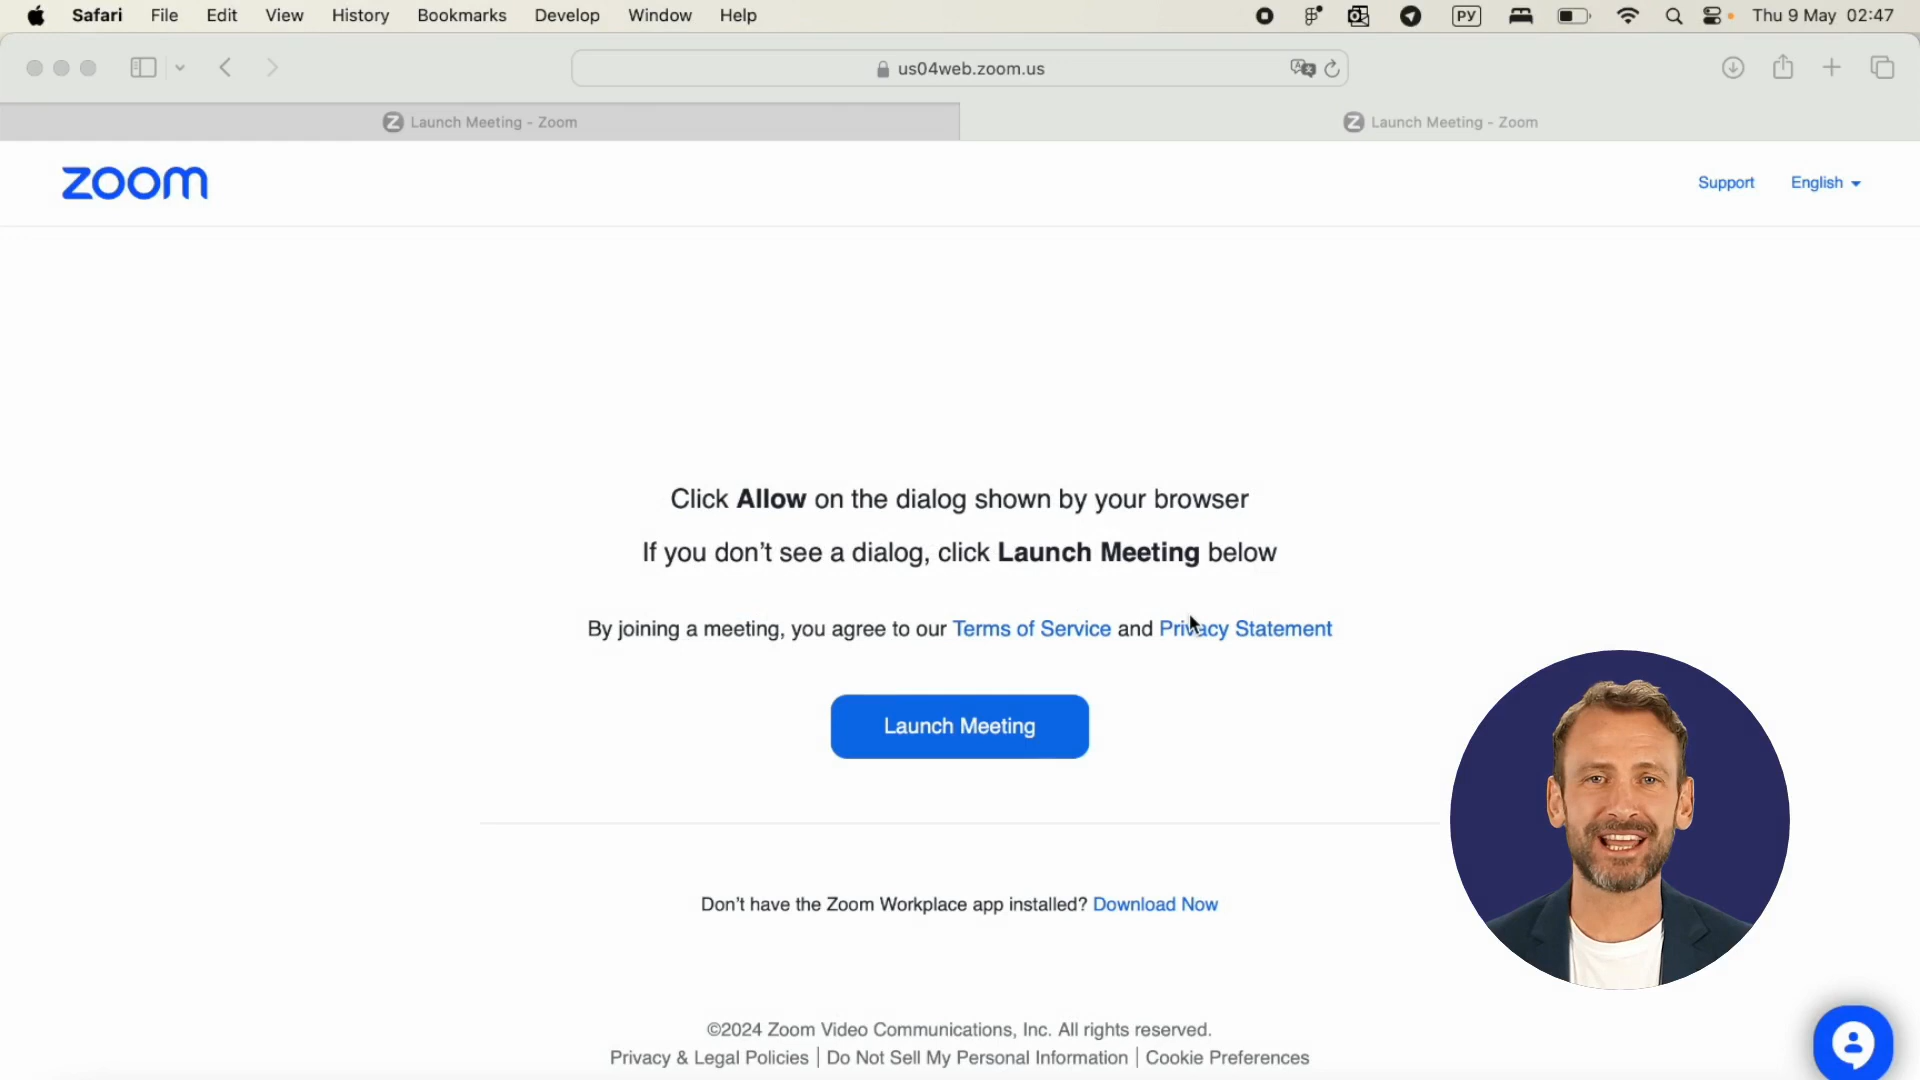 Safari File Edit View History Bookmarks Develop Window Help РУ Thu 9 May 02:47
us04web.zoom.us
Launch Meeting - Zoom Launch Meeting - Zoom
zoom Support English
Click Allow on the dialog shown by your browser
If you don’t see a dialog, click Launch Meeting below
By joining a meeting, you agree to our Terms of Service and Privacy Statement
Launch Meeting
Don’t have the Zoom Workplace app installed? Download Now
©2024 Zoom Video Communications, Inc. All rights reserved.
Privacy & Legal Policies | Do Not Sell My Personal Information | Cookie Preferences